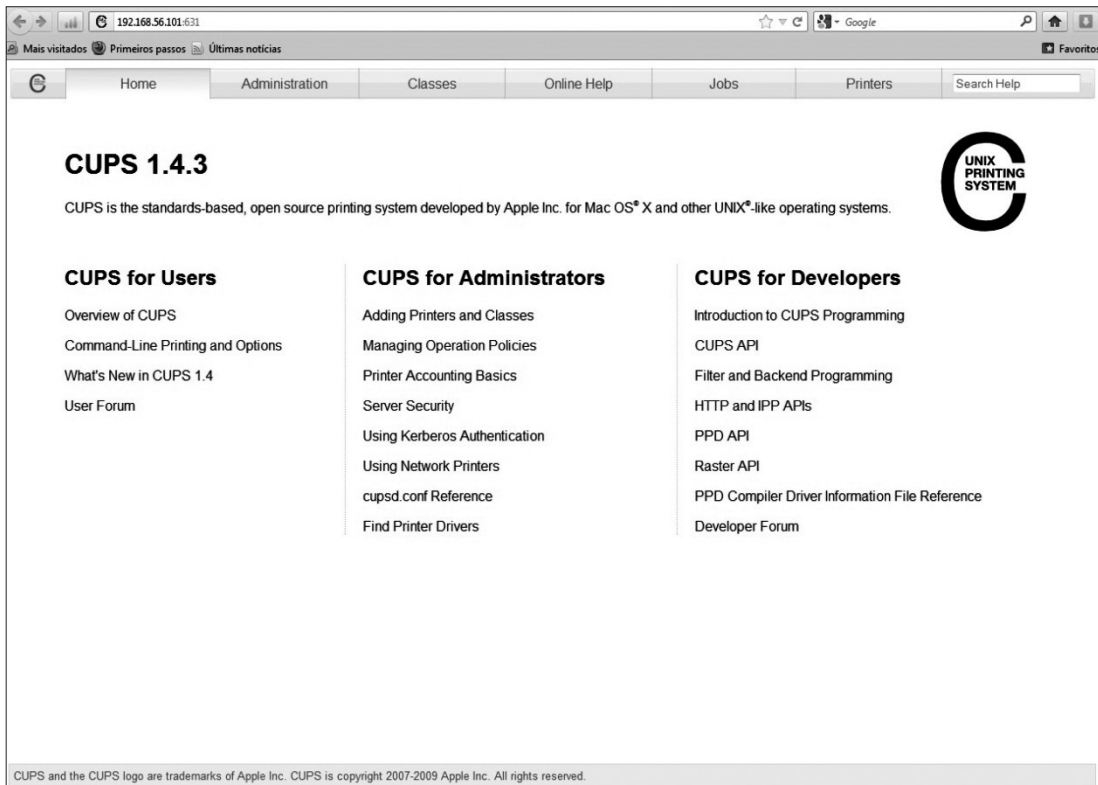 192.168.56.101:631
Google
Mais visitados Primeiros passos Últimas notícias
Favoritos
Home Administration Classes Online Help Jobs Printers Search Help
CUPS 1.4.3
CUPS is the standards-based, open source printing system developed by Apple Inc. for Mac OS® X and other UNIX®-like operating systems.
UNIX
PRINTING
SYSTEM
CUPS for Users
Overview of CUPS
Command-Line Printing and Options
What's New in CUPS 1.4
User Forum
CUPS for Administrators
Adding Printers and Classes
Managing Operation Policies
Printer Accounting Basics
Server Security
Using Kerberos Authentication
Using Network Printers
cupsd.conf Reference
Find Printer Drivers
CUPS for Developers
Introduction to CUPS Programming
CUPS API
Filter and Backend Programming
HTTP and IPP APIs
PPD API
Raster API
PPD Compiler Driver Information File Reference
Developer Forum
CUPS and the CUPS logo are trademarks of Apple Inc. CUPS is copyright 2007-2009 Apple Inc. All rights reserved.